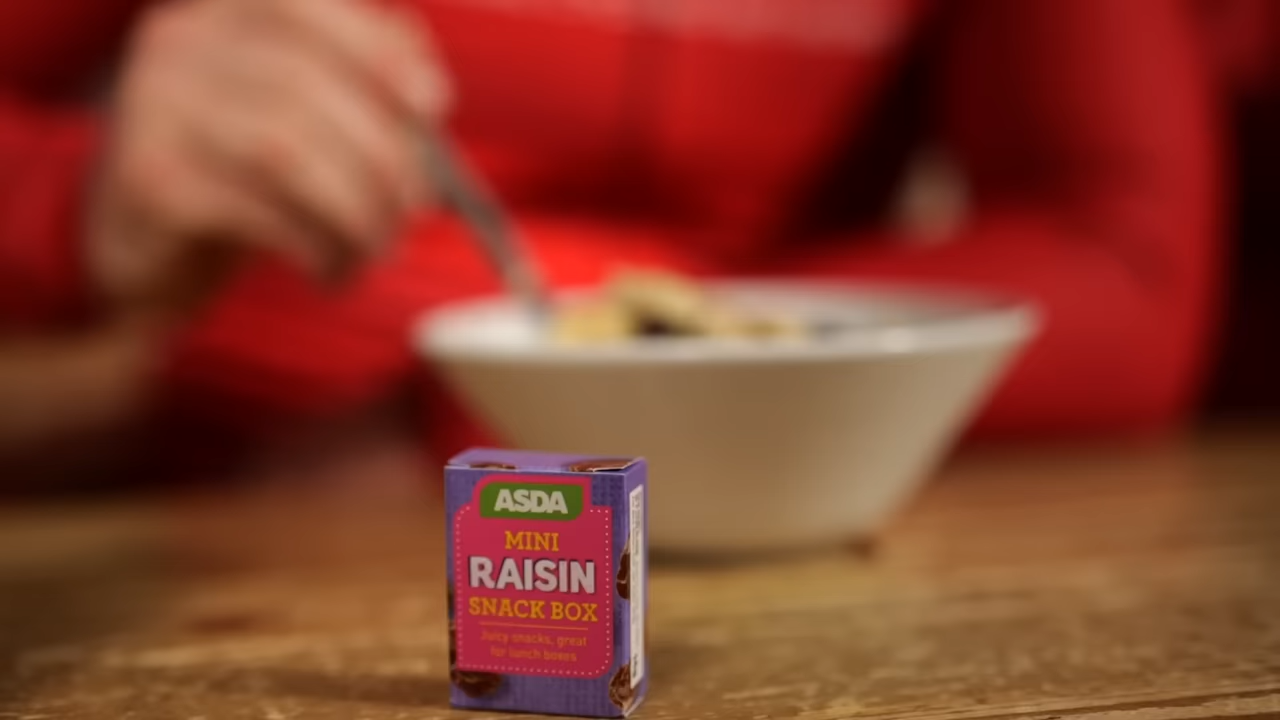 ASDA
MINI
RAISIN
SNACK BOX
Juicy snacks, great
for lunch boxes